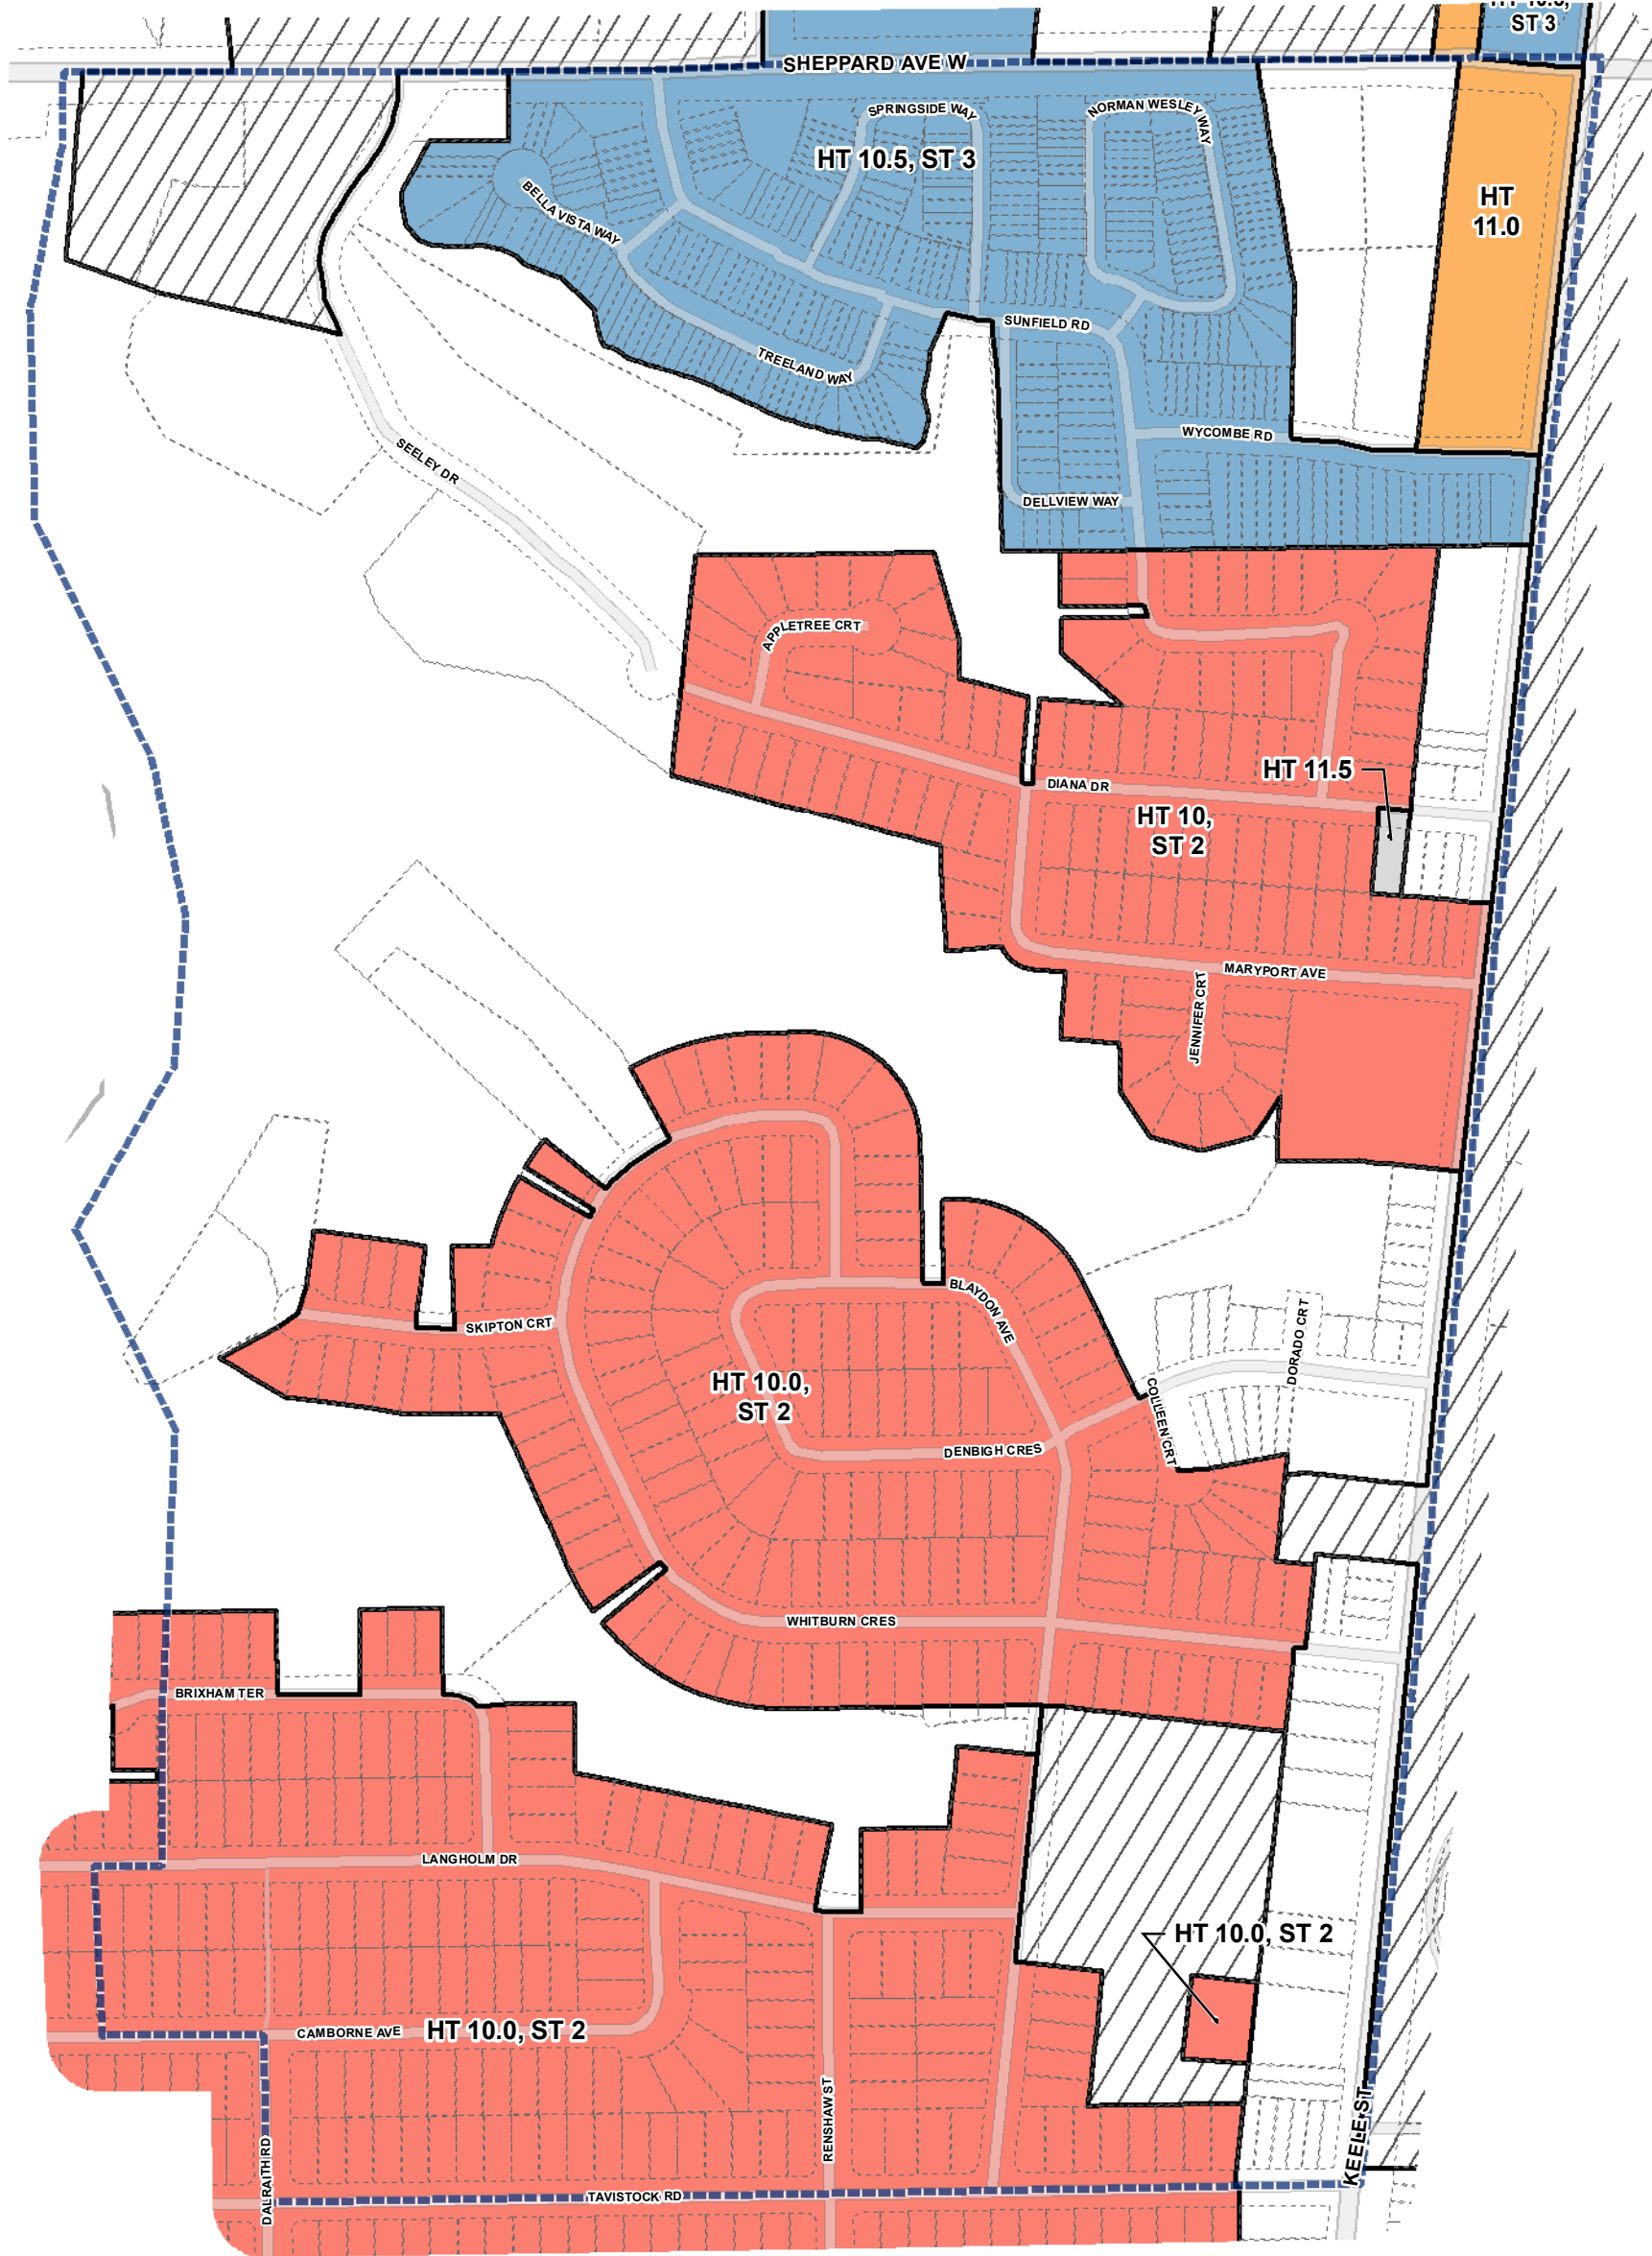 ST 3
SHEPPARD AVE W
SPRINGSIDE WAY
NORMAN WESLEY WAY
HT 10.5, ST 3
HT
11.0
BELLA VISTA WAY
SUNFIELD RD
TREELAND WAY
WYCOMBE RD
SEELEY DR
DELLVIEW WAY
APPLETREE CRT
HT 11.5
DIANA DR
HT 10,
ST 2
MARYPORT AVE
JENNIFER CRT
BLAYDON AVE
SKIPTON CRT
DORADO CRT
HT 10.0,
ST 2
COLLEEN CRT
DENBIGH CRES
WHITBURN CRES
BRIXHAM TER
LANGHOLM DR
HT 10.0, ST 2
CAMBORNE AVE
HT 10.0, ST 2
RENSHAW ST
KEELE ST
DALRAITH RD
TAVISTOCK RD